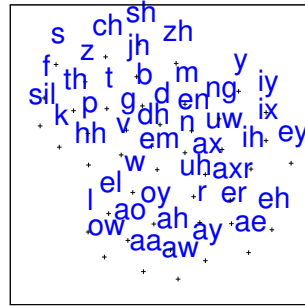 sh
ch zh
s
z jh
f th t b m y
sil p g d en ng iy
k v dh n uw ix
hh em ax ih ey
w uh axr
el oy r er eh
l ao ah ae
ow aa aw ay